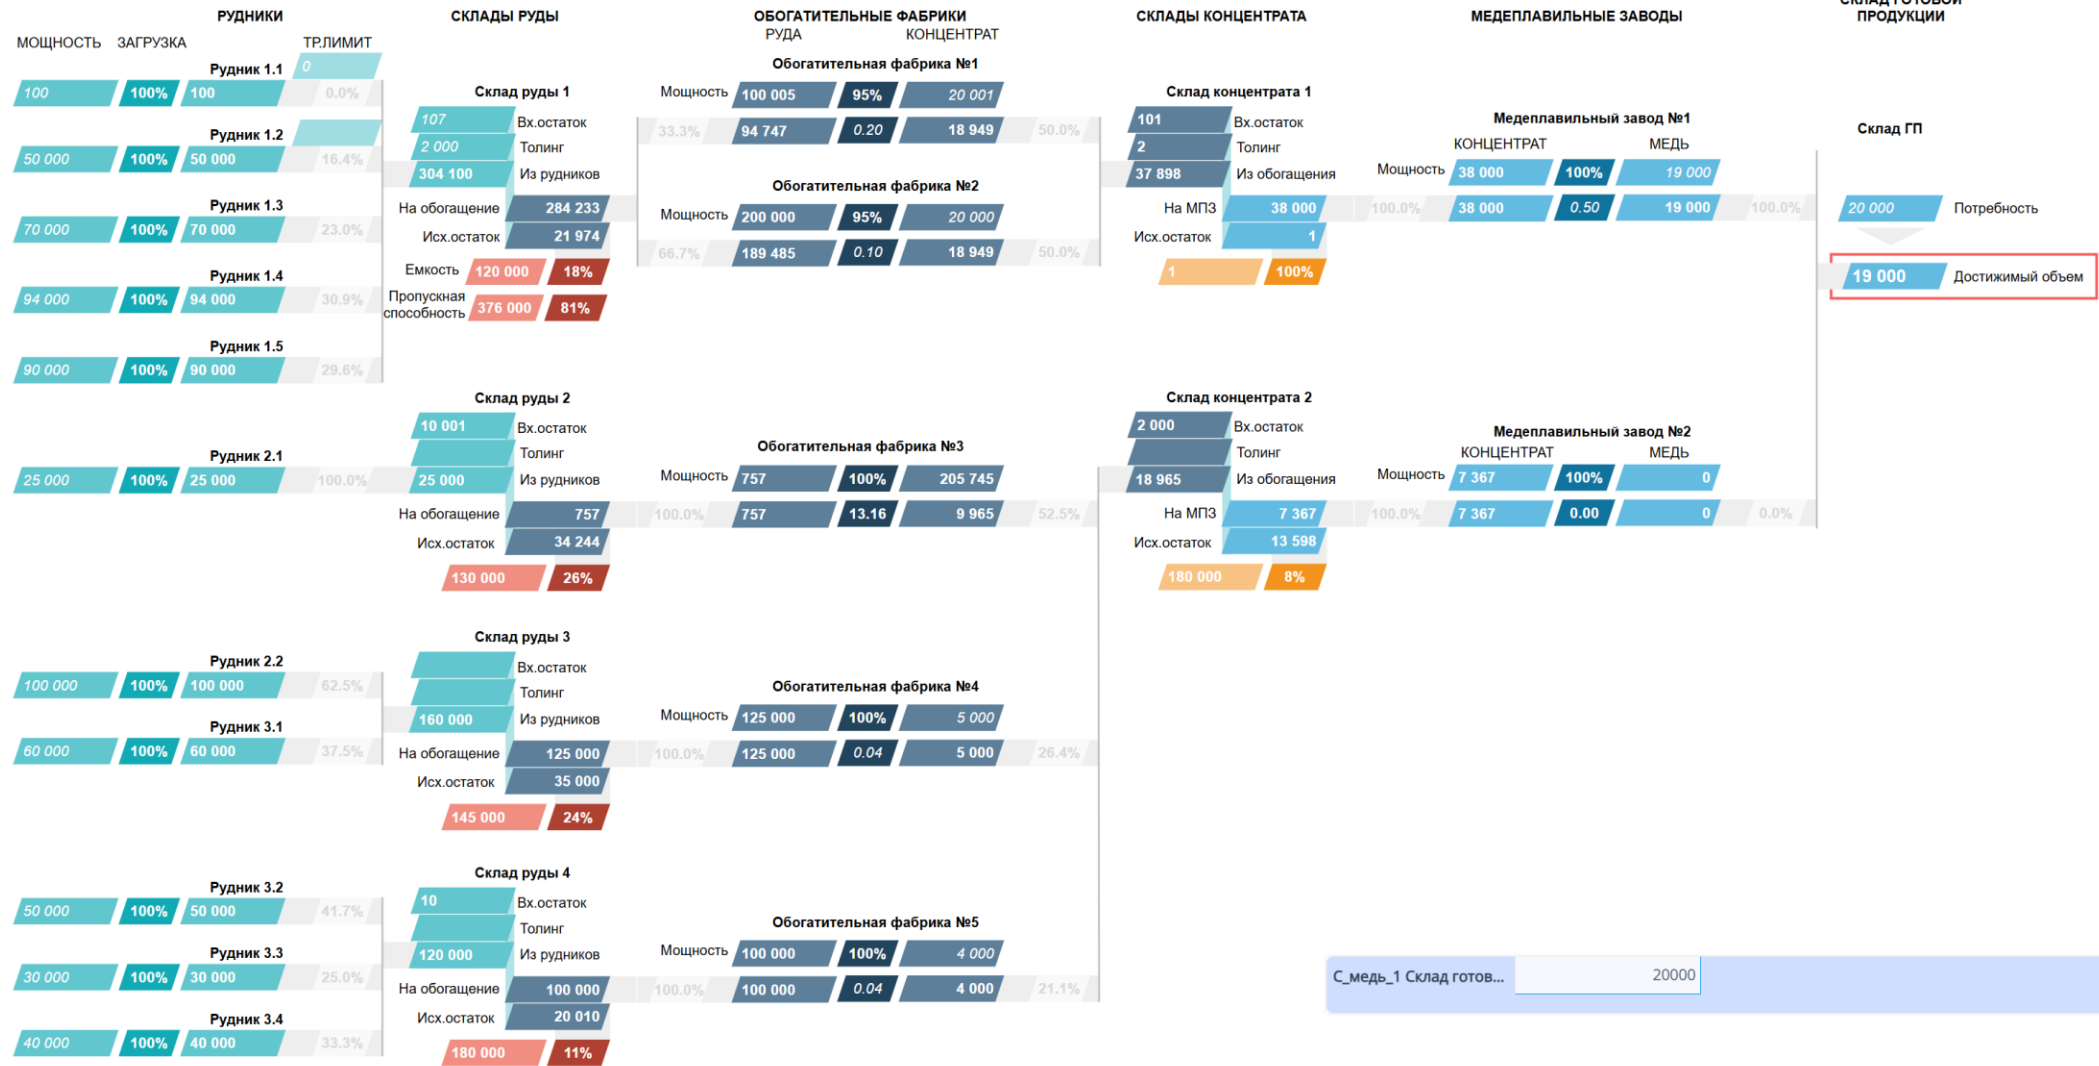 РУДНИКИ
СКЛАДЫ РУДЫ
ОБОГАТИТЕЛЬНЫЕ ФАБРИКИ
СКЛАДЫ КОНЦЕНТРАТА
МЕДЕПЛАВИЛЬНЫЕ ЗАВОДЫ
СКЛАД ГОТОВОЙ
ПРОДУКЦИИ
МОЩНОСТЬ ЗАГРУЗКА ТР.ЛИМИТ
РУДА КОНЦЕНТРАТ
Рудник 1.1 0
100 100% 100 0.0%
Рудник 1.2
50 000 100% 50 000 16.4%
Рудник 1.3
70 000 100% 70 000 23.0%
Рудник 1.4
94 000 100% 94 000 30.9%
Рудник 1.5
90 000 100% 90 000 29.6%
Склад руды 1
107 Вх.остаток
2 000 Толинг
304 100 Из рудников
На обогащение 284 233
Исх.остаток 21 974
Емкость 120 000 18%
Пропускная
способность 376 000 81%
Обогатительная фабрика №1
Мощность 100 005 95% 20 001
33.3% 94 747 0.20 18 949 50.0%
Обогатительная фабрика №2
Мощность 200 000 95% 20 000
66.7% 189 485 0.10 18 949 50.0%
Склад концентрата 1
101 Вх.остаток
2 Толинг
37 898 Из обогащения
На МПЗ 38 000
Исх.остаток 1
1 100%
Медеплавильный завод №1
КОНЦЕНТРАТ МЕДЬ
Мощность 38 000 100% 19 000
100.0% 38 000 0.50 19 000 100.0%
Склад ГП
20 000 Потребность
19 000 Достижимый объем
Рудник 2.1
25 000 100% 25 000 100.0%
Склад руды 2
10 001 Вх.остаток
Толинг
25 000 Из рудников
На обогащение 757
Исх.остаток 34 244
130 000 26%
Обогатительная фабрика №3
Мощность 757 100% 205 745
100.0% 757 13.16 9 965 52.5%
Склад концентрата 2
2 000 Вх.остаток
Толинг
18 965 Из обогащения
На МПЗ 7 367
Исх.остаток 13 598
180 000 8%
Медеплавильный завод №2
КОНЦЕНТРАТ МЕДЬ
Мощность 7 367 100% 0
100.0% 7 367 0.00 0 0.0%
Рудник 2.2
100 000 100% 100 000 62.5%
Рудник 3.1
60 000 100% 60 000 37.5%
Склад руды 3
Вх.остаток
Толинг
160 000 Из рудников
На обогащение 125 000
Исх.остаток 35 000
145 000 24%
Обогатительная фабрика №4
Мощность 125 000 100% 5 000
100.0% 125 000 0.04 5 000 26.4%
Рудник 3.2
50 000 100% 50 000 41.7%
Рудник 3.3
30 000 100% 30 000 25.0%
Рудник 3.4
40 000 100% 40 000 33.3%
Склад руды 4
10 Вх.остаток
Толинг
120 000 Из рудников
На обогащение 100 000
Исх.остаток 20 010
180 000 11%
Обогатительная фабрика №5
Мощность 100 000 100% 4 000
100.0% 100 000 0.04 4 000 21.1%
С_медь_1 Склад готов... 20000